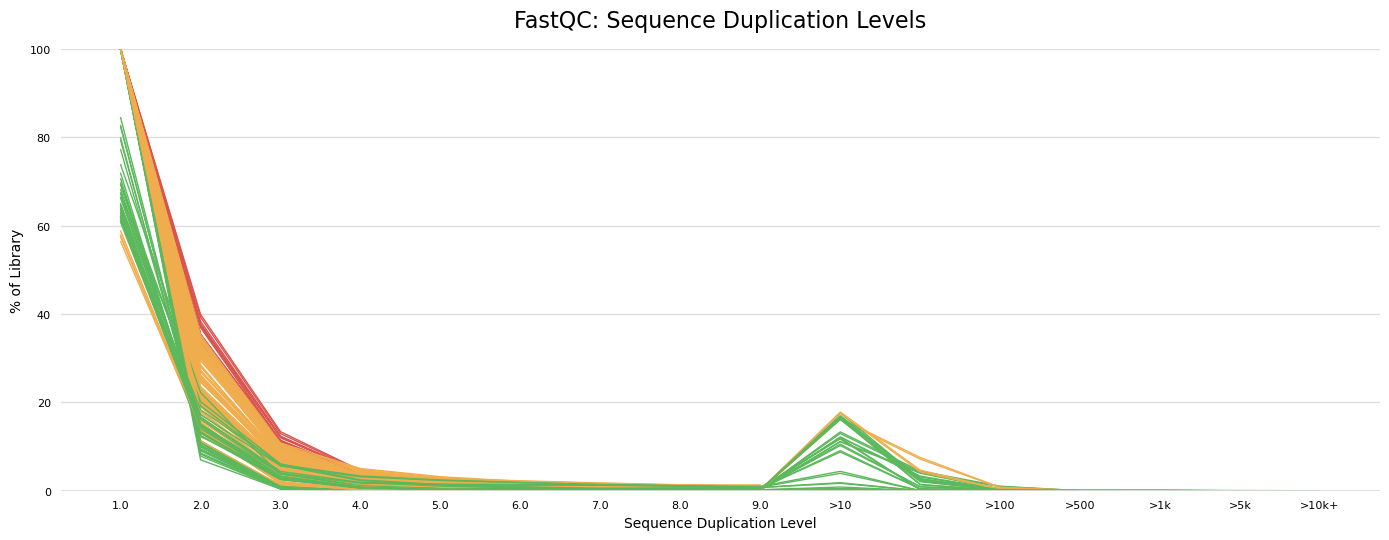 FastQC: Sequence Duplication Levels
% of Library
100
80
60
40
20
0
1.0 2.0 3.0 4.0 5.0 6.0 7.0 8.0 9.0 >10 >50 >100 >500 >1k >5k >10k+
Sequence Duplication Level